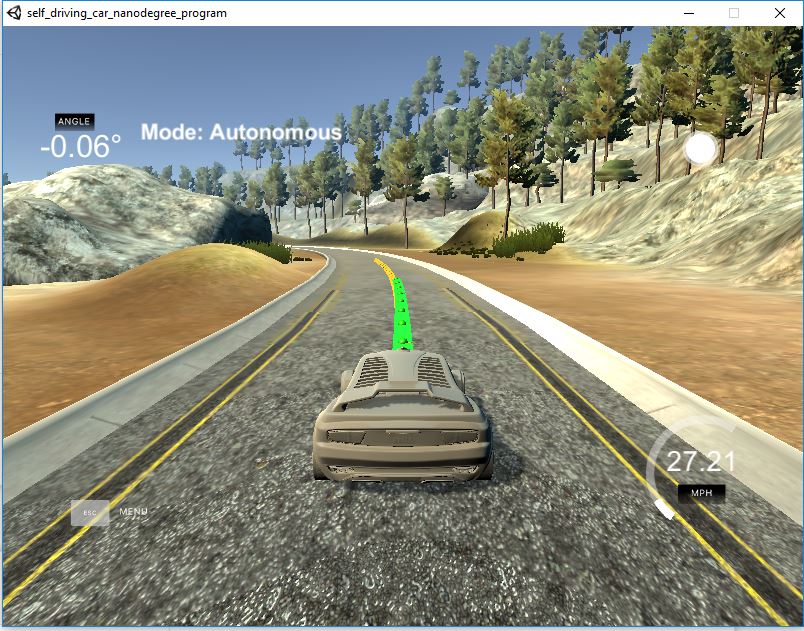 self_driving_car_nanodegree_program
ANGLE
-0.06°
Mode: Autonomous
27.21
MPH
ESC
MENU